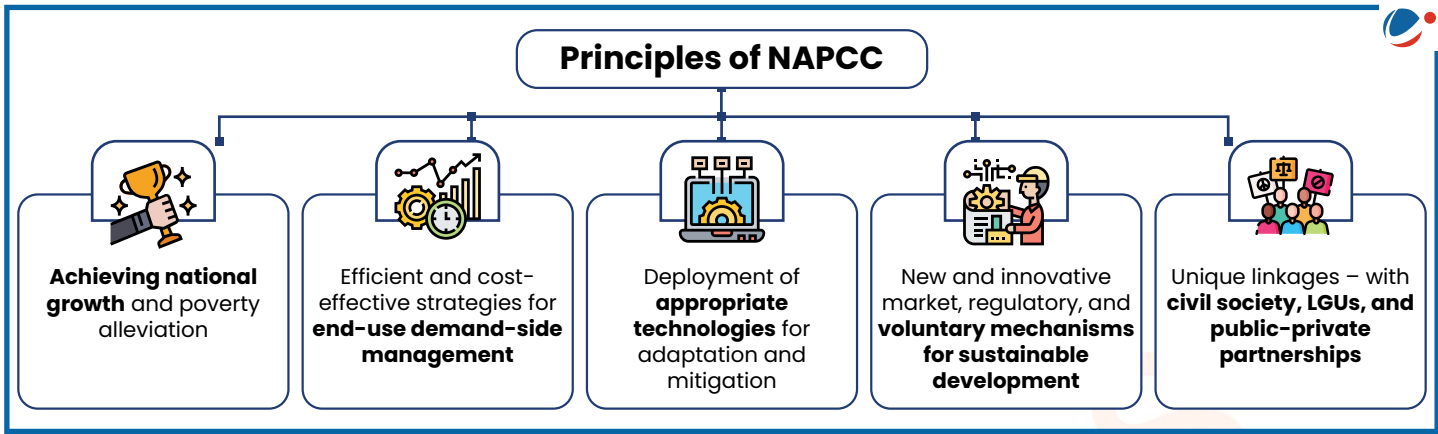 Principles of NAPCC
Achieving national
growth and poverty
alleviation
Efficient and cost-
effective strategies for
end-use demand-side
management
Deployment of
appropriate
technologies for
adaptation and
mitigation
New and innovative
market, regulatory, and
voluntary mechanisms
for sustainable
development
Unique linkages – with
civil society, LGUs, and
public-private
partnerships